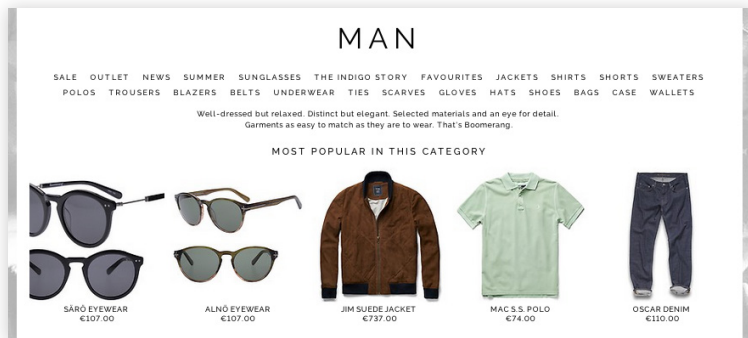 MAN
SALE OUTLET NEWS SUMMER SUNGLASSES THE INDIGO STORY FAVOURITES JACKETS SHIRTS SHORTS SWEATERS
POLOS TROUSERS BLAZERS BELTS UNDERWEAR TIES SCARVES GLOVES HATS SHOES BAGS CASE WALLETS
Well-dressed but relaxed. Distinct but elegant. Selected materials and an eye for detail.
Garments as easy to match as they are to wear. That's Boomerang.
MOST POPULAR IN THIS CATEGORY
SÄRÖ EYEWEAR ALNÖ EYEWEAR JIM SUEDE JACKET MAC S.S. POLO OSCAR DENIM
€107.00 €107.00 €737.00 €74.00 €110.00